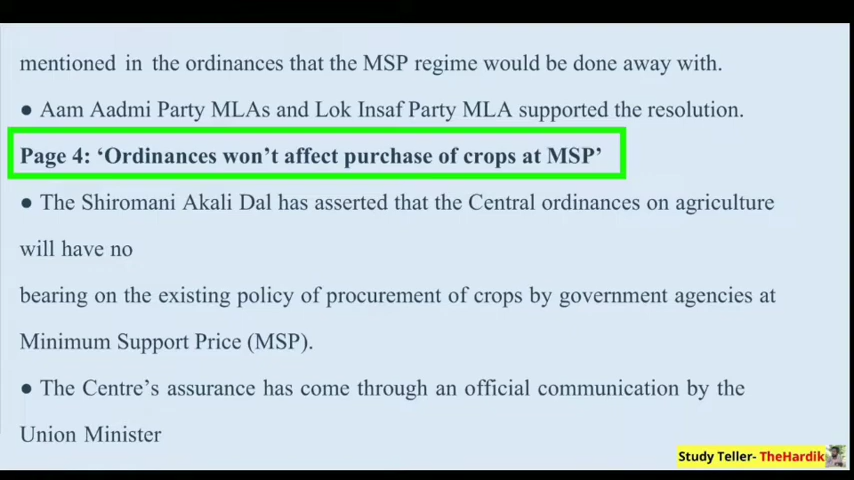 mentioned in the ordinances that the MSP regime would be done away with.
● Aam Aadmi Party MLAs and Lok Insaf Party MLA supported the resolution.
Page 4: ‘Ordinances won’t affect purchase of crops at MSP’
● The Shiromani Akali Dal has asserted that the Central ordinances on agriculture
will have no
bearing on the existing policy of procurement of crops by government agencies at
Minimum Support Price (MSP).
● The Centre’s assurance has come through an official communication by the
Union Minister
Study Teller- TheHardik